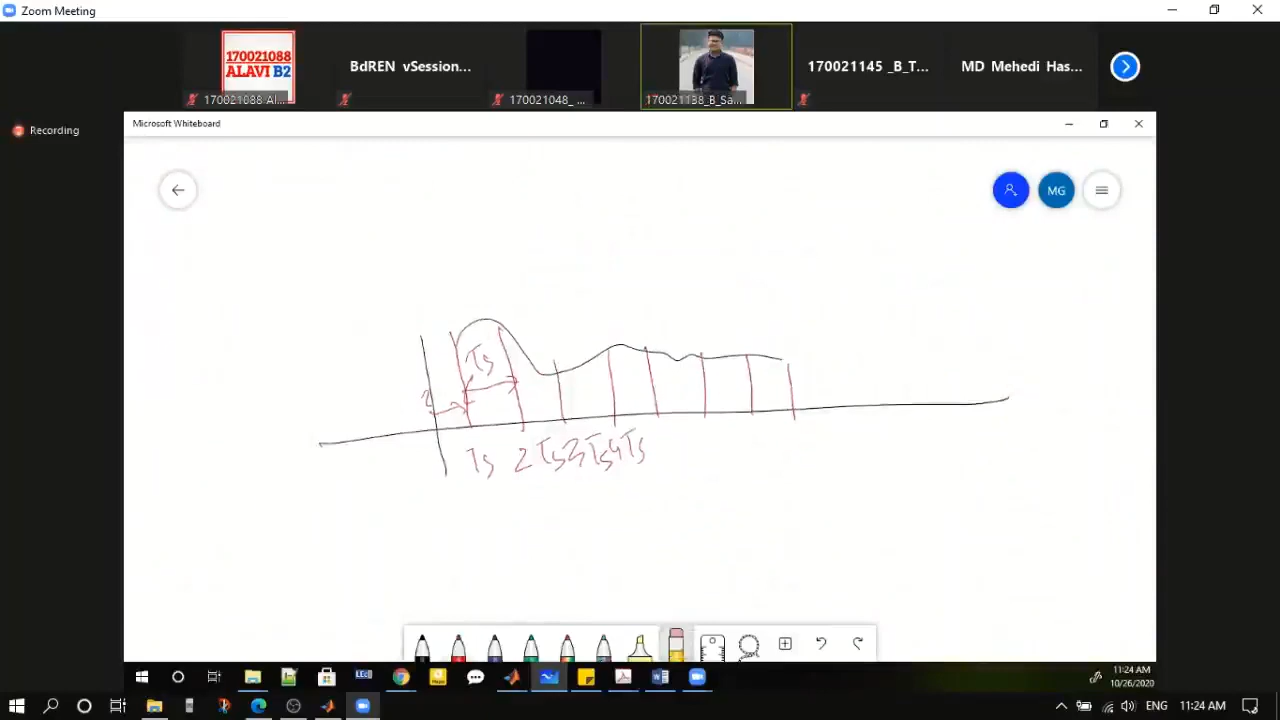 Zoom Meeting
170021088
ALAVI B2
BdREN vSession...
MD Mehedi Has...
170021145 _B_T...
170021088 Al...
170021048_ ...
Recording
Microsoft Whiteboard
MG
Ts
Ts 2Ts 3Ts 4Ts
11:24 AM
10/26/2020
ENG 11:24 AM